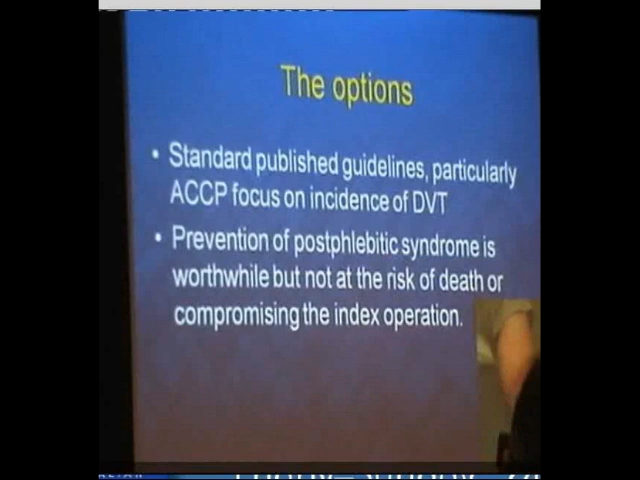 The options
• Standard published guidelines, particularly
ACCP focus on incidence of DVT
• Prevention of postphlebitic syndrome is
worthwhile but not at the risk of death or
compromising the index operation.